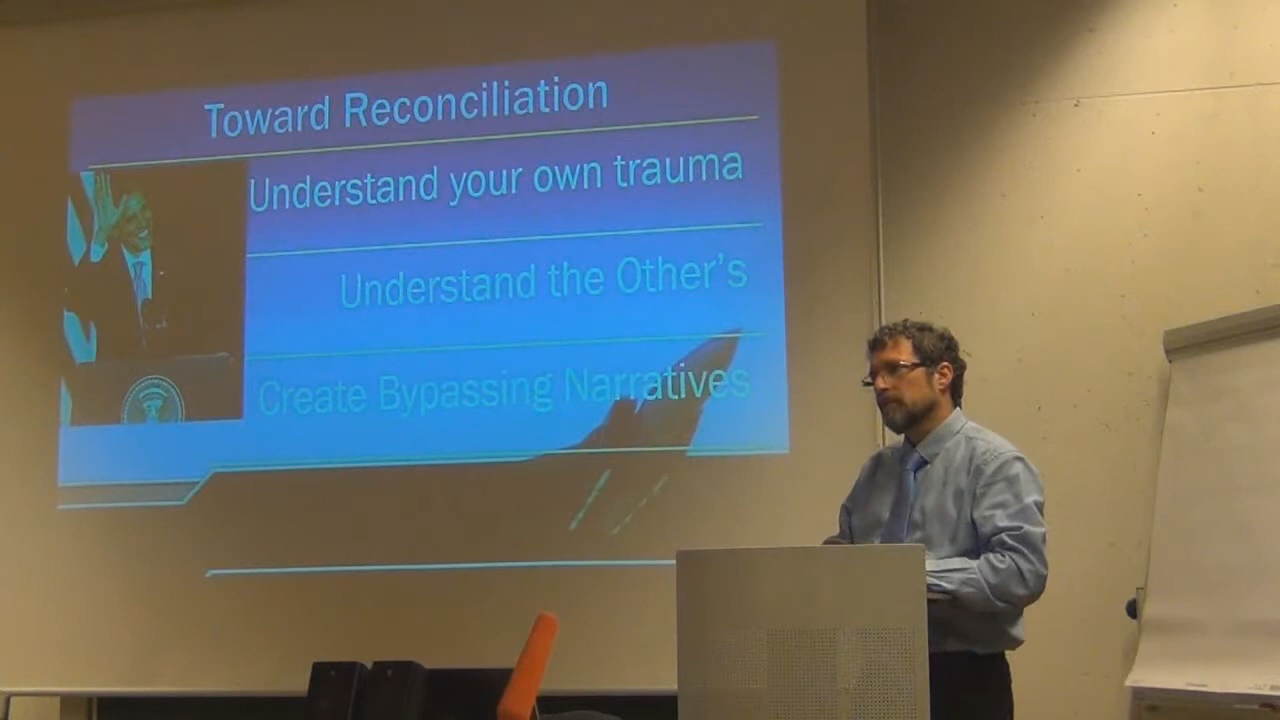 Toward Reconciliation
Understand your own trauma
Understand the Other's
Create Bypassing Narratives